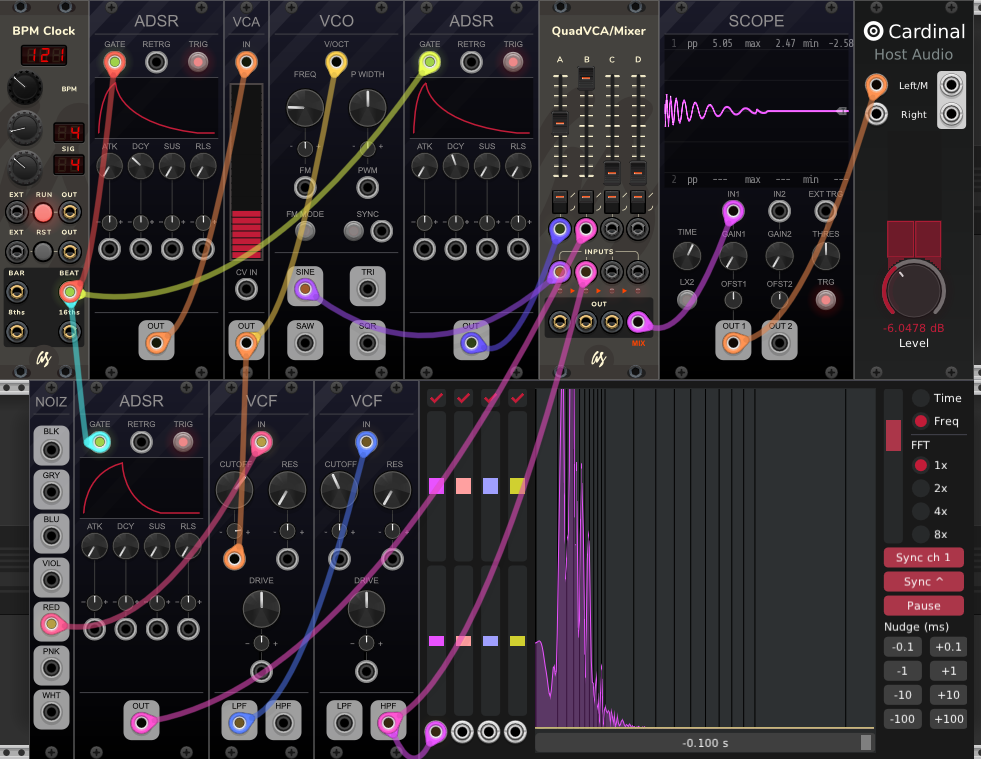 BPM Clock
121
BPM
4
SIG
4
EXT RUN OUT
EXT RST OUT
BAR BEAT
8ths 16ths
as
ADSR
GATE RETRG TRIG
ATK DCY SUS RLS
OUT
VCA
IN
CV IN
OUT
VCO
V/OCT
FREQ P WIDTH
FM PWM
FM MODE SYNC
SINE TRI
SAW SQR
ADSR
GATE RETRG TRIG
ATK DCY SUS RLS
OUT
QuadVCA/Mixer
A B C D
INPUTS
OUT
MIX
as
SCOPE
1 pp 5.05 max 2.47 min -2.58
2 pp --- max --- min ---
IN1 IN2 EXT TRG
TIME GAIN1 GAIN2 THRES
LX2 OFST1 OFST2 TRG
OUT 1 OUT 2
Cardinal
Host Audio
Left/M
Right
-6.0478 dB
Level
NOIZ
BLK
GRY
BLU
VIOL
RED
PNK
WHT
ADSR
GATE RETRG TRIG
ATK DCY SUS RLS
OUT
VCF
IN
CUTOFF RES
DRIVE
LPF HPF
VCF
IN
CUTOFF RES
DRIVE
LPF HPF
-0.100 s
Time
Freq
FFT
1x
2x
4x
8x
Sync ch 1
Sync ^
Pause
Nudge (ms)
-0.1 +0.1
-1 +1
-10 +10
-100 +100